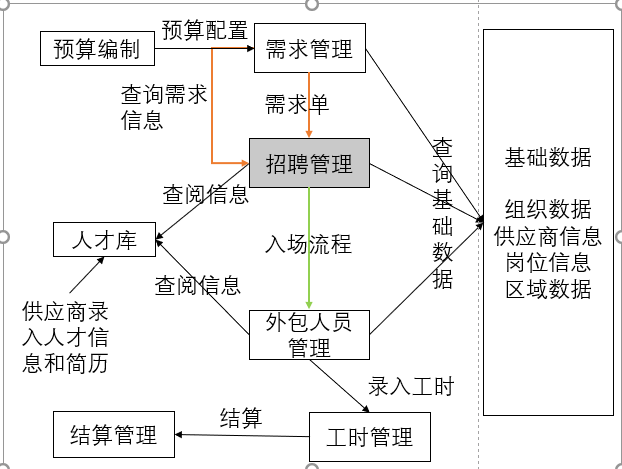 预算编制
预算配置
需求管理
查询需求
信息
需求单
招聘管理
查阅信息
人才库
入场流程
查阅信息
供应商录
入人才信
息和简历
外包人员
管理
录入工时
结算管理
结算
工时管理
查
询
基
础
数
据
基础数据
组织数据
供应商信息
岗位信息
区域数据